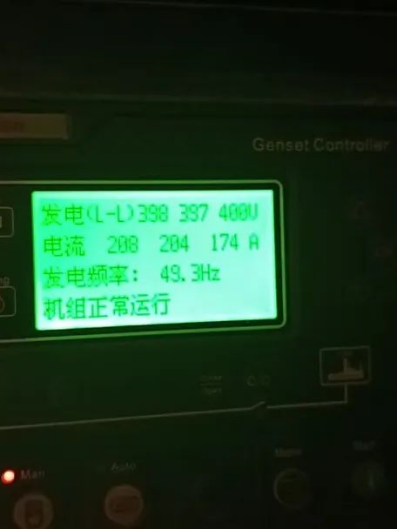 Genset Controller
发电(L-L)398 397 400V
电流 208 204 174 A
发电频率: 49.3Hz
机组正常运行
Man
Auto
Start